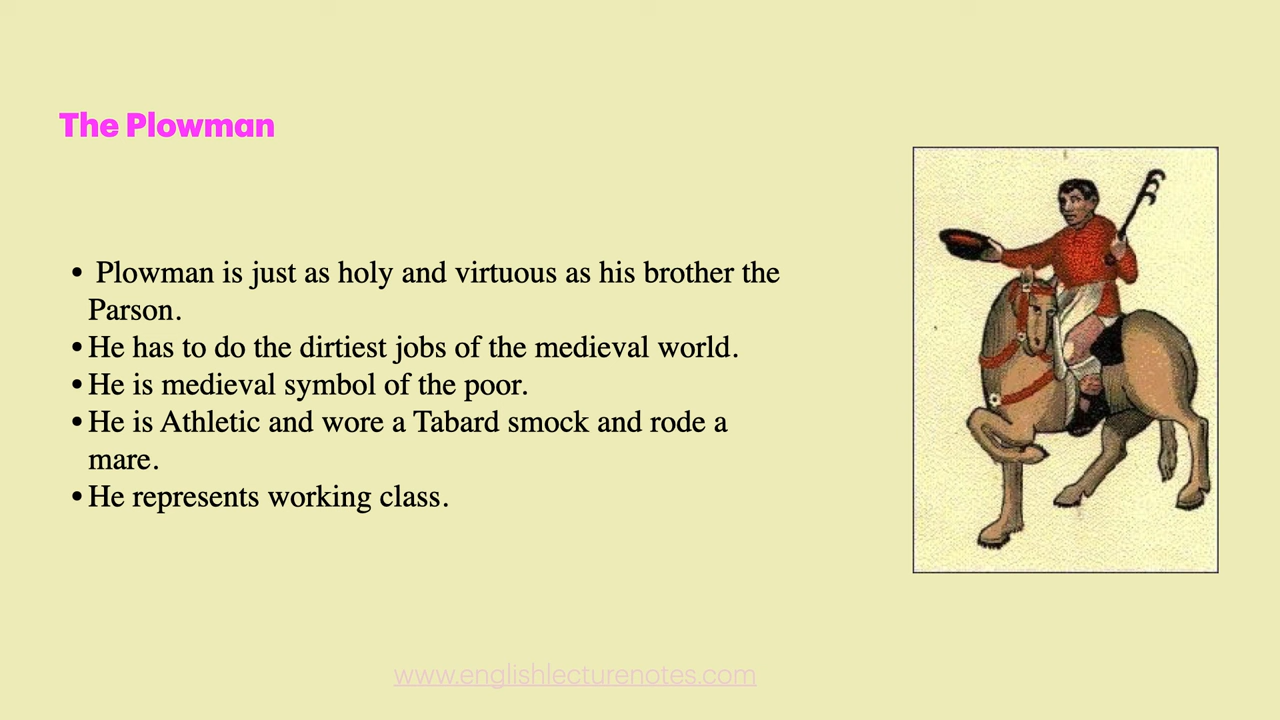 The Plowman
• Plowman is just as holy and virtuous as his brother the
Parson.
• He has to do the dirtiest jobs of the medieval world.
• He is medieval symbol of the poor.
• He is Athletic and wore a Tabard smock and rode a
mare.
• He represents working class.
www.englishlecturenotes.com